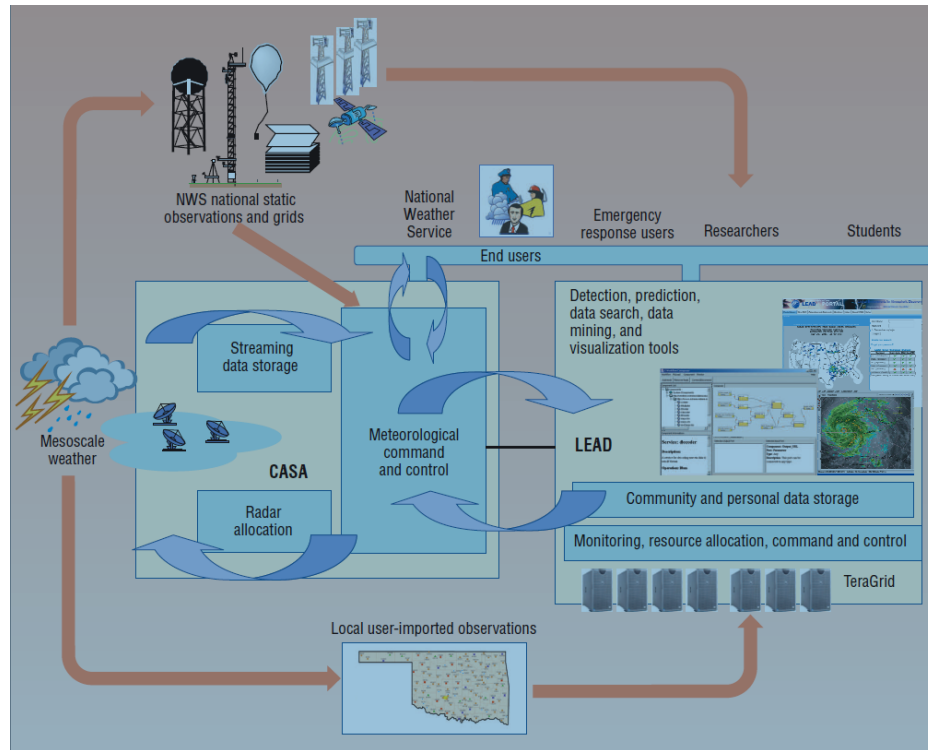 NWS national static
observations and grids
National
Weather
Service
Emergency
response users
Researchers
Students
End users
Detection, prediction,
data search, data
mining, and
visualization tools
LEAD PORTAL
Streaming
data storage
Mesoscale
weather
CASA
Meteorological
command
and control
LEAD
Radar
allocation
Community and personal data storage
Monitoring, resource allocation, command and control
TeraGrid
Local user-imported observations